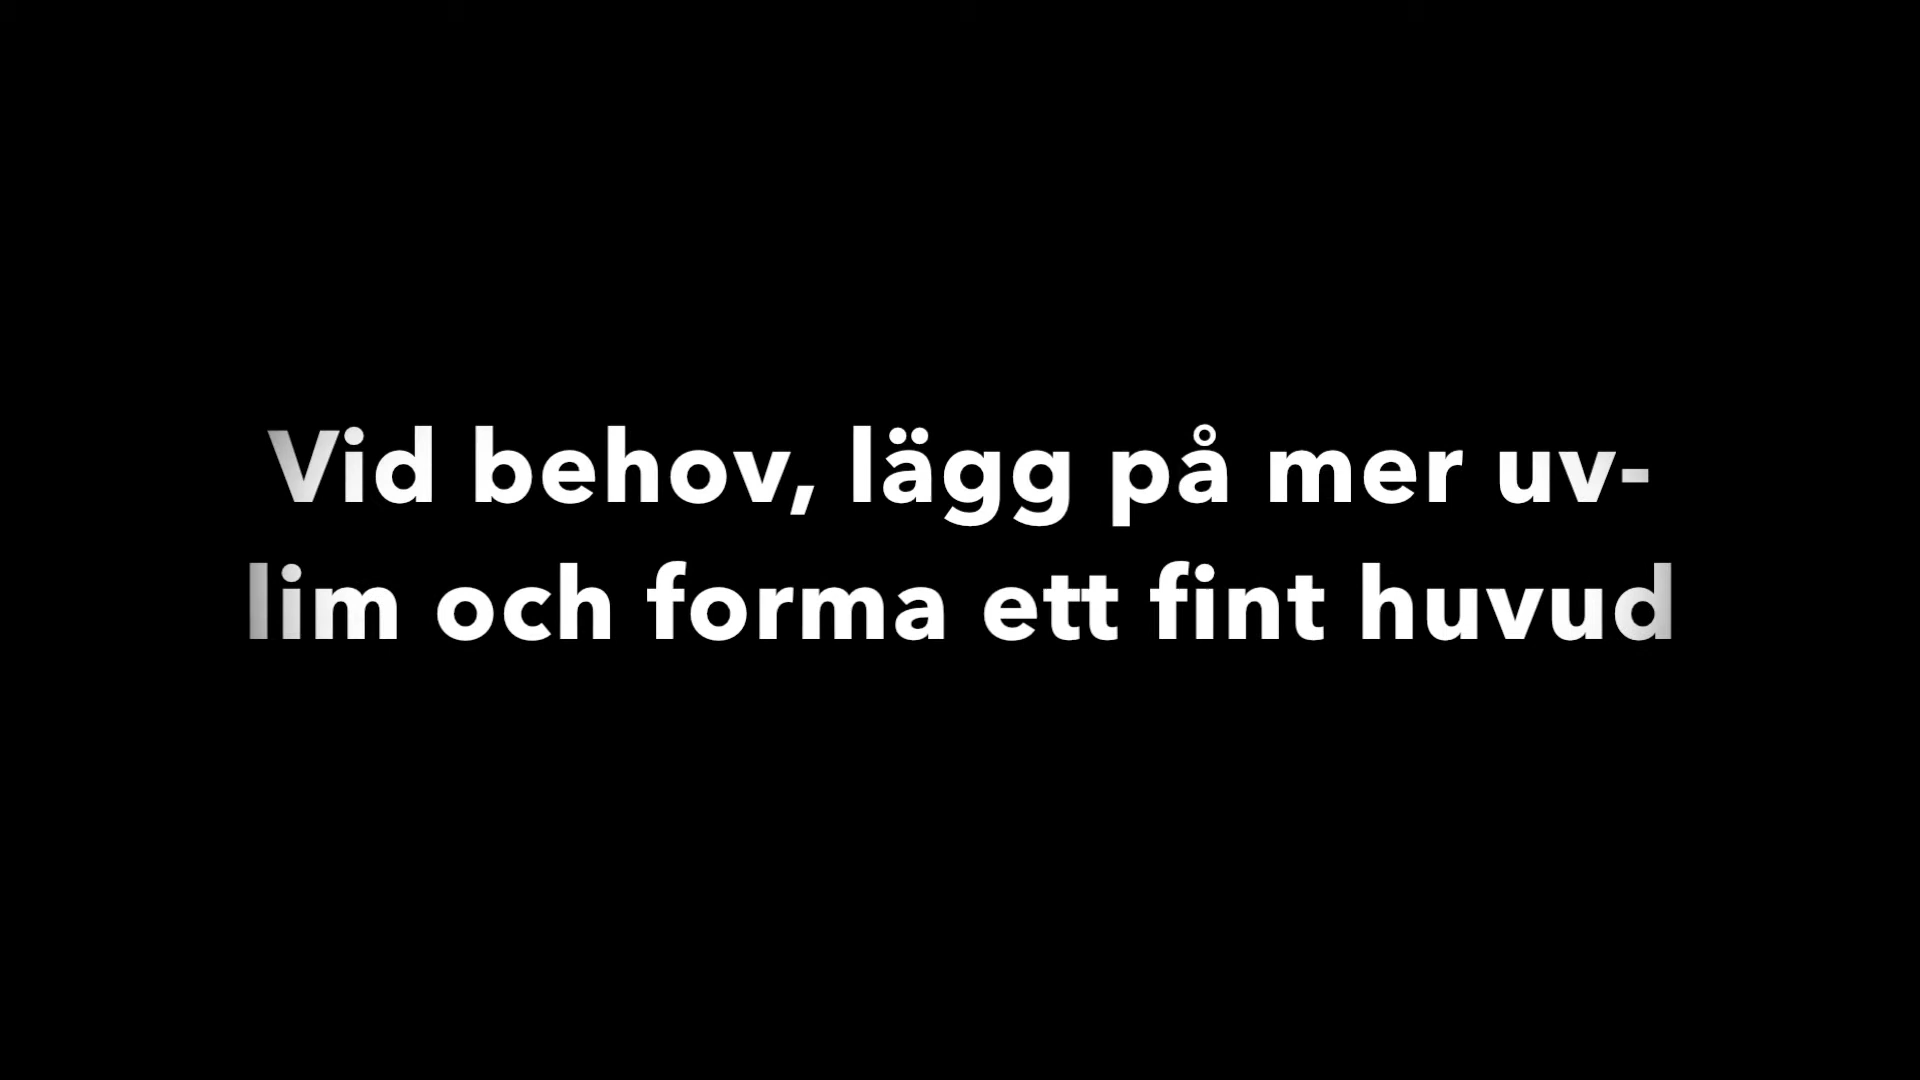 Vid behov, lägg på mer uv-
lim och forma ett fint huvud